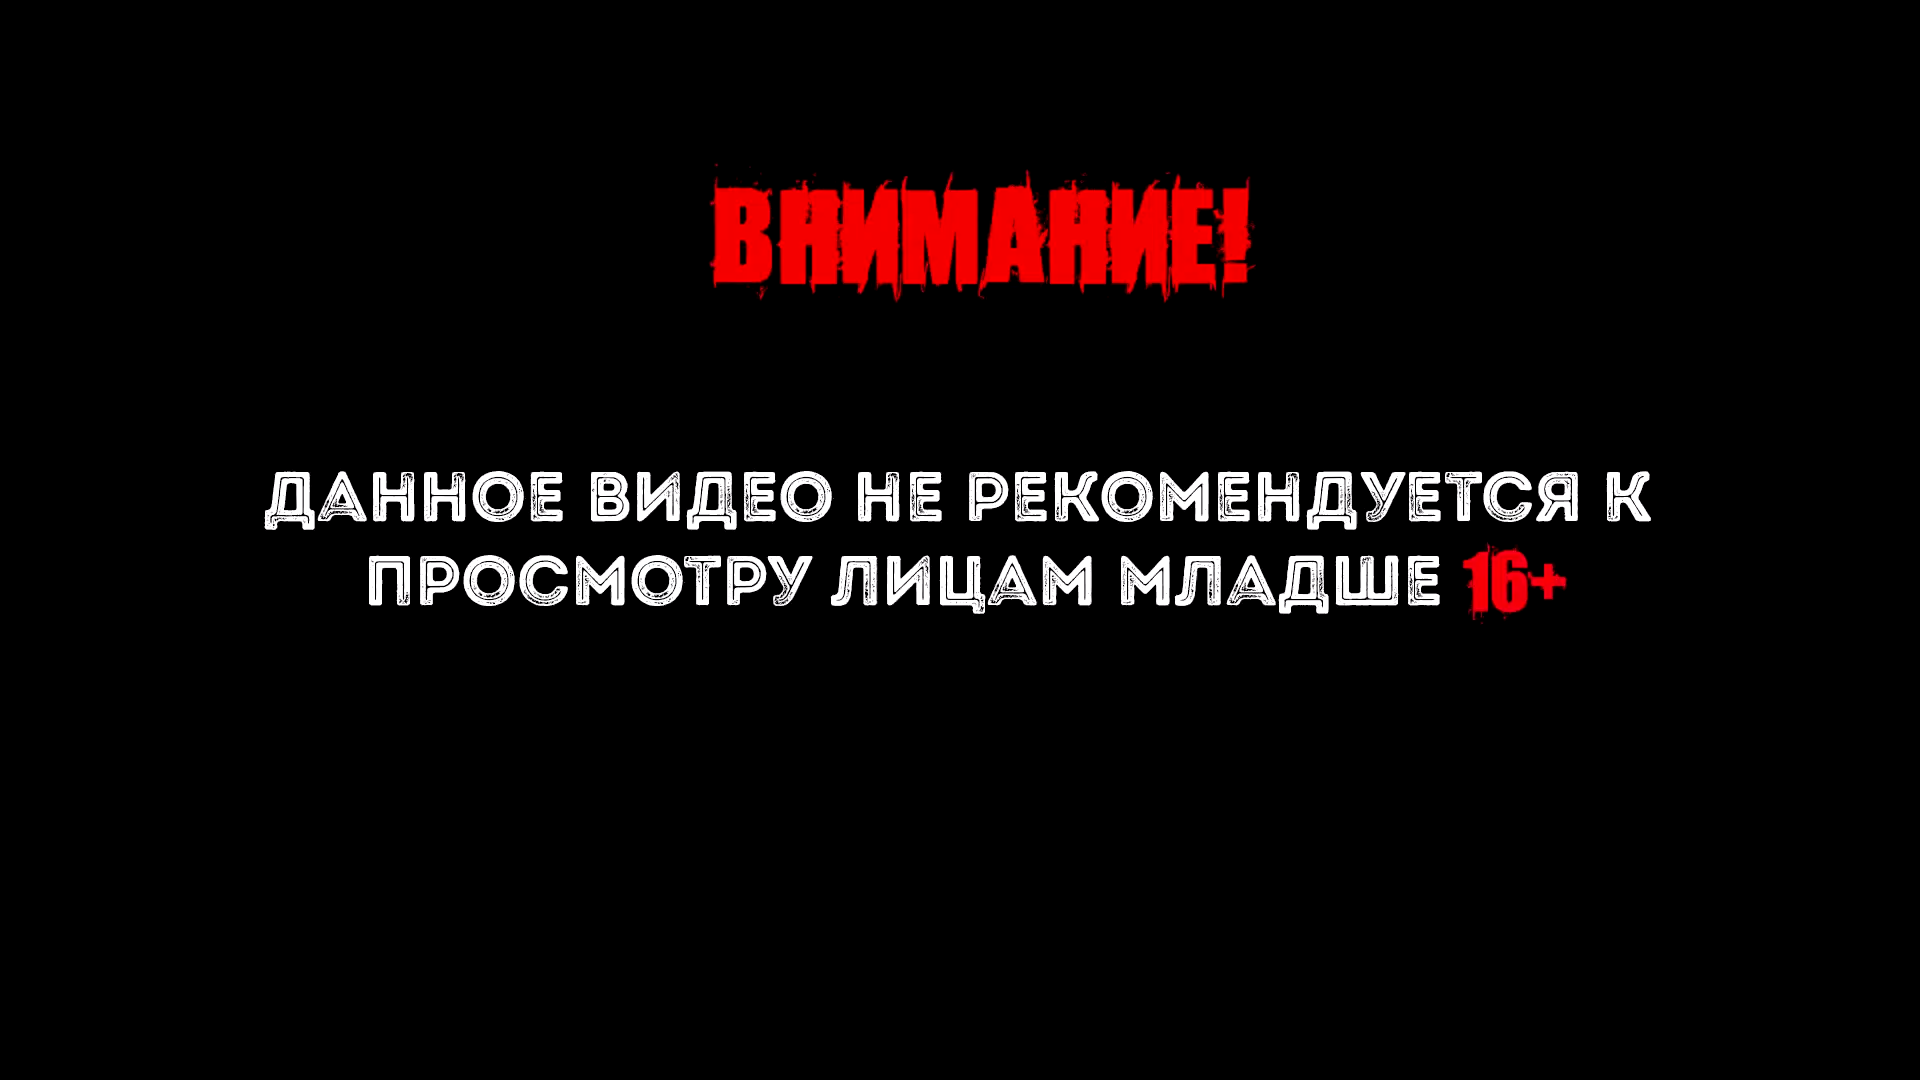 ВНИМАНИЕ!
ДАННОЕ ВИДЕО НЕ РЕКОМЕНДУЕТСЯ К
ПРОСМОТРУ ЛИЦАМ МЛАДШЕ 16+